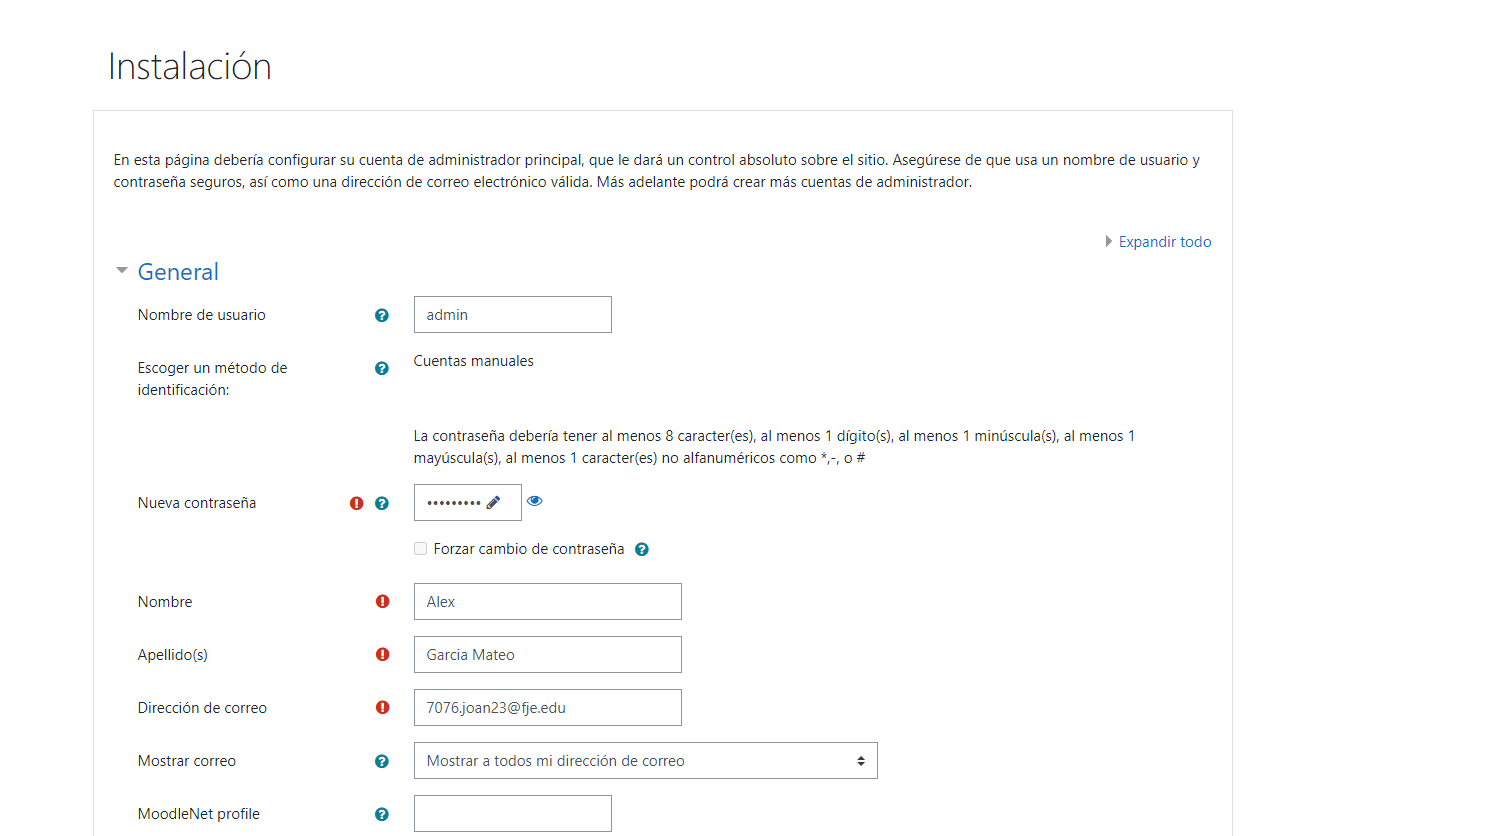 Instalación
En esta página debería configurar su cuenta de administrador principal, que le dará un control absoluto sobre el sitio. Asegúrese de que usa un nombre de usuario y
contraseña seguros, así como una dirección de correo electrónico válida. Más adelante podrá crear más cuentas de administrador.
Expandir todo
General
Nombre de usuario
admin
Escoger un método de
identificación:
Cuentas manuales
La contraseña debería tener al menos 8 caracter(es), al menos 1 dígito(s), al menos 1 minúscula(s), al menos 1
mayúscula(s), al menos 1 caracter(es) no alfanuméricos como *,-, o #
Nueva contraseña
•••••••••
Forzar cambio de contraseña
Nombre
Alex
Apellido(s)
Garcia Mateo
Dirección de correo
7076.joan23@fje.edu
Mostrar correo
Mostrar a todos mi dirección de correo
MoodleNet profile